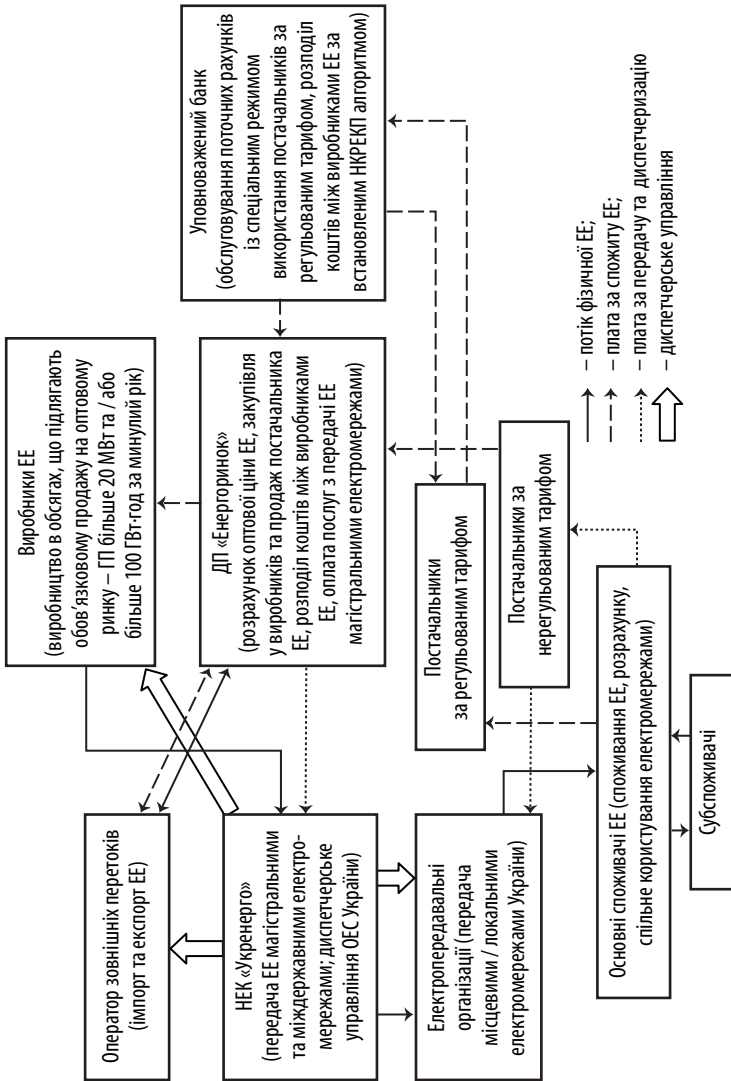 Оператор зовнішніх перетоків
(імпорт та експорт ЕЕ)
Виробники ЕЕ
(виробництво в обсягах, що підлягають
обов’язковому продажу на оптовому
ринку – ГП більше 20 МВт та / або
більше 100 ГВт·год за минулий рік)
НЕК «Укренерго»
(передача ЕЕ магістральними
та міждержавними електро-
мережами; диспетчерське
управління ОЕС України)
ДП «Енергоринок»
(розрахунок оптової ціни ЕЕ, закупівля
у виробників та продаж постачальника
ЕЕ, розподіл коштів між виробниками
ЕЕ, оплата послуг з передачі ЕЕ
магістральними електромережами)
Уповноважений банк
(обслуговування поточних рахунків
із спеціальним режимом
використання постачальників за
регульованим тарифом, розподіл
коштів між виробниками ЕЕ за
встановленим НКРЕКП алгоритмом)
Електропередавальні
організації (передача
місцевими / локальними
електромережами України)
Постачальники
за регульованим тарифом
Постачальники за
нерегульованим тарифом
Основні споживачі ЕЕ (споживання ЕЕ, розрахунку,
спільне користування електромережами)
Субспоживачі
– потік фізичної ЕЕ;
– плата за спожиту ЕЕ;
– плата за передачу та диспетчеризацію
– диспетчерське управління